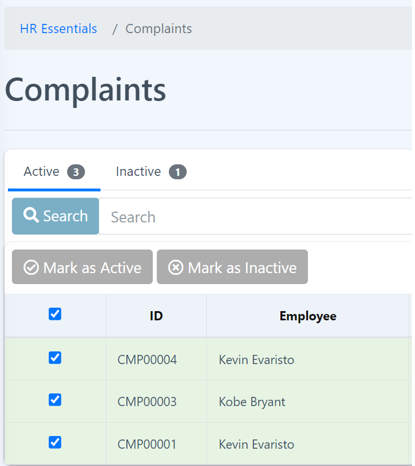 HR Essentials / Complaints
Complaints
Active 3 Inactive 1
Search Search
Mark as Active Mark as Inactive
ID Employee
CMP00004 Kevin Evaristo
CMP00003 Kobe Bryant
CMP00001 Kevin Evaristo